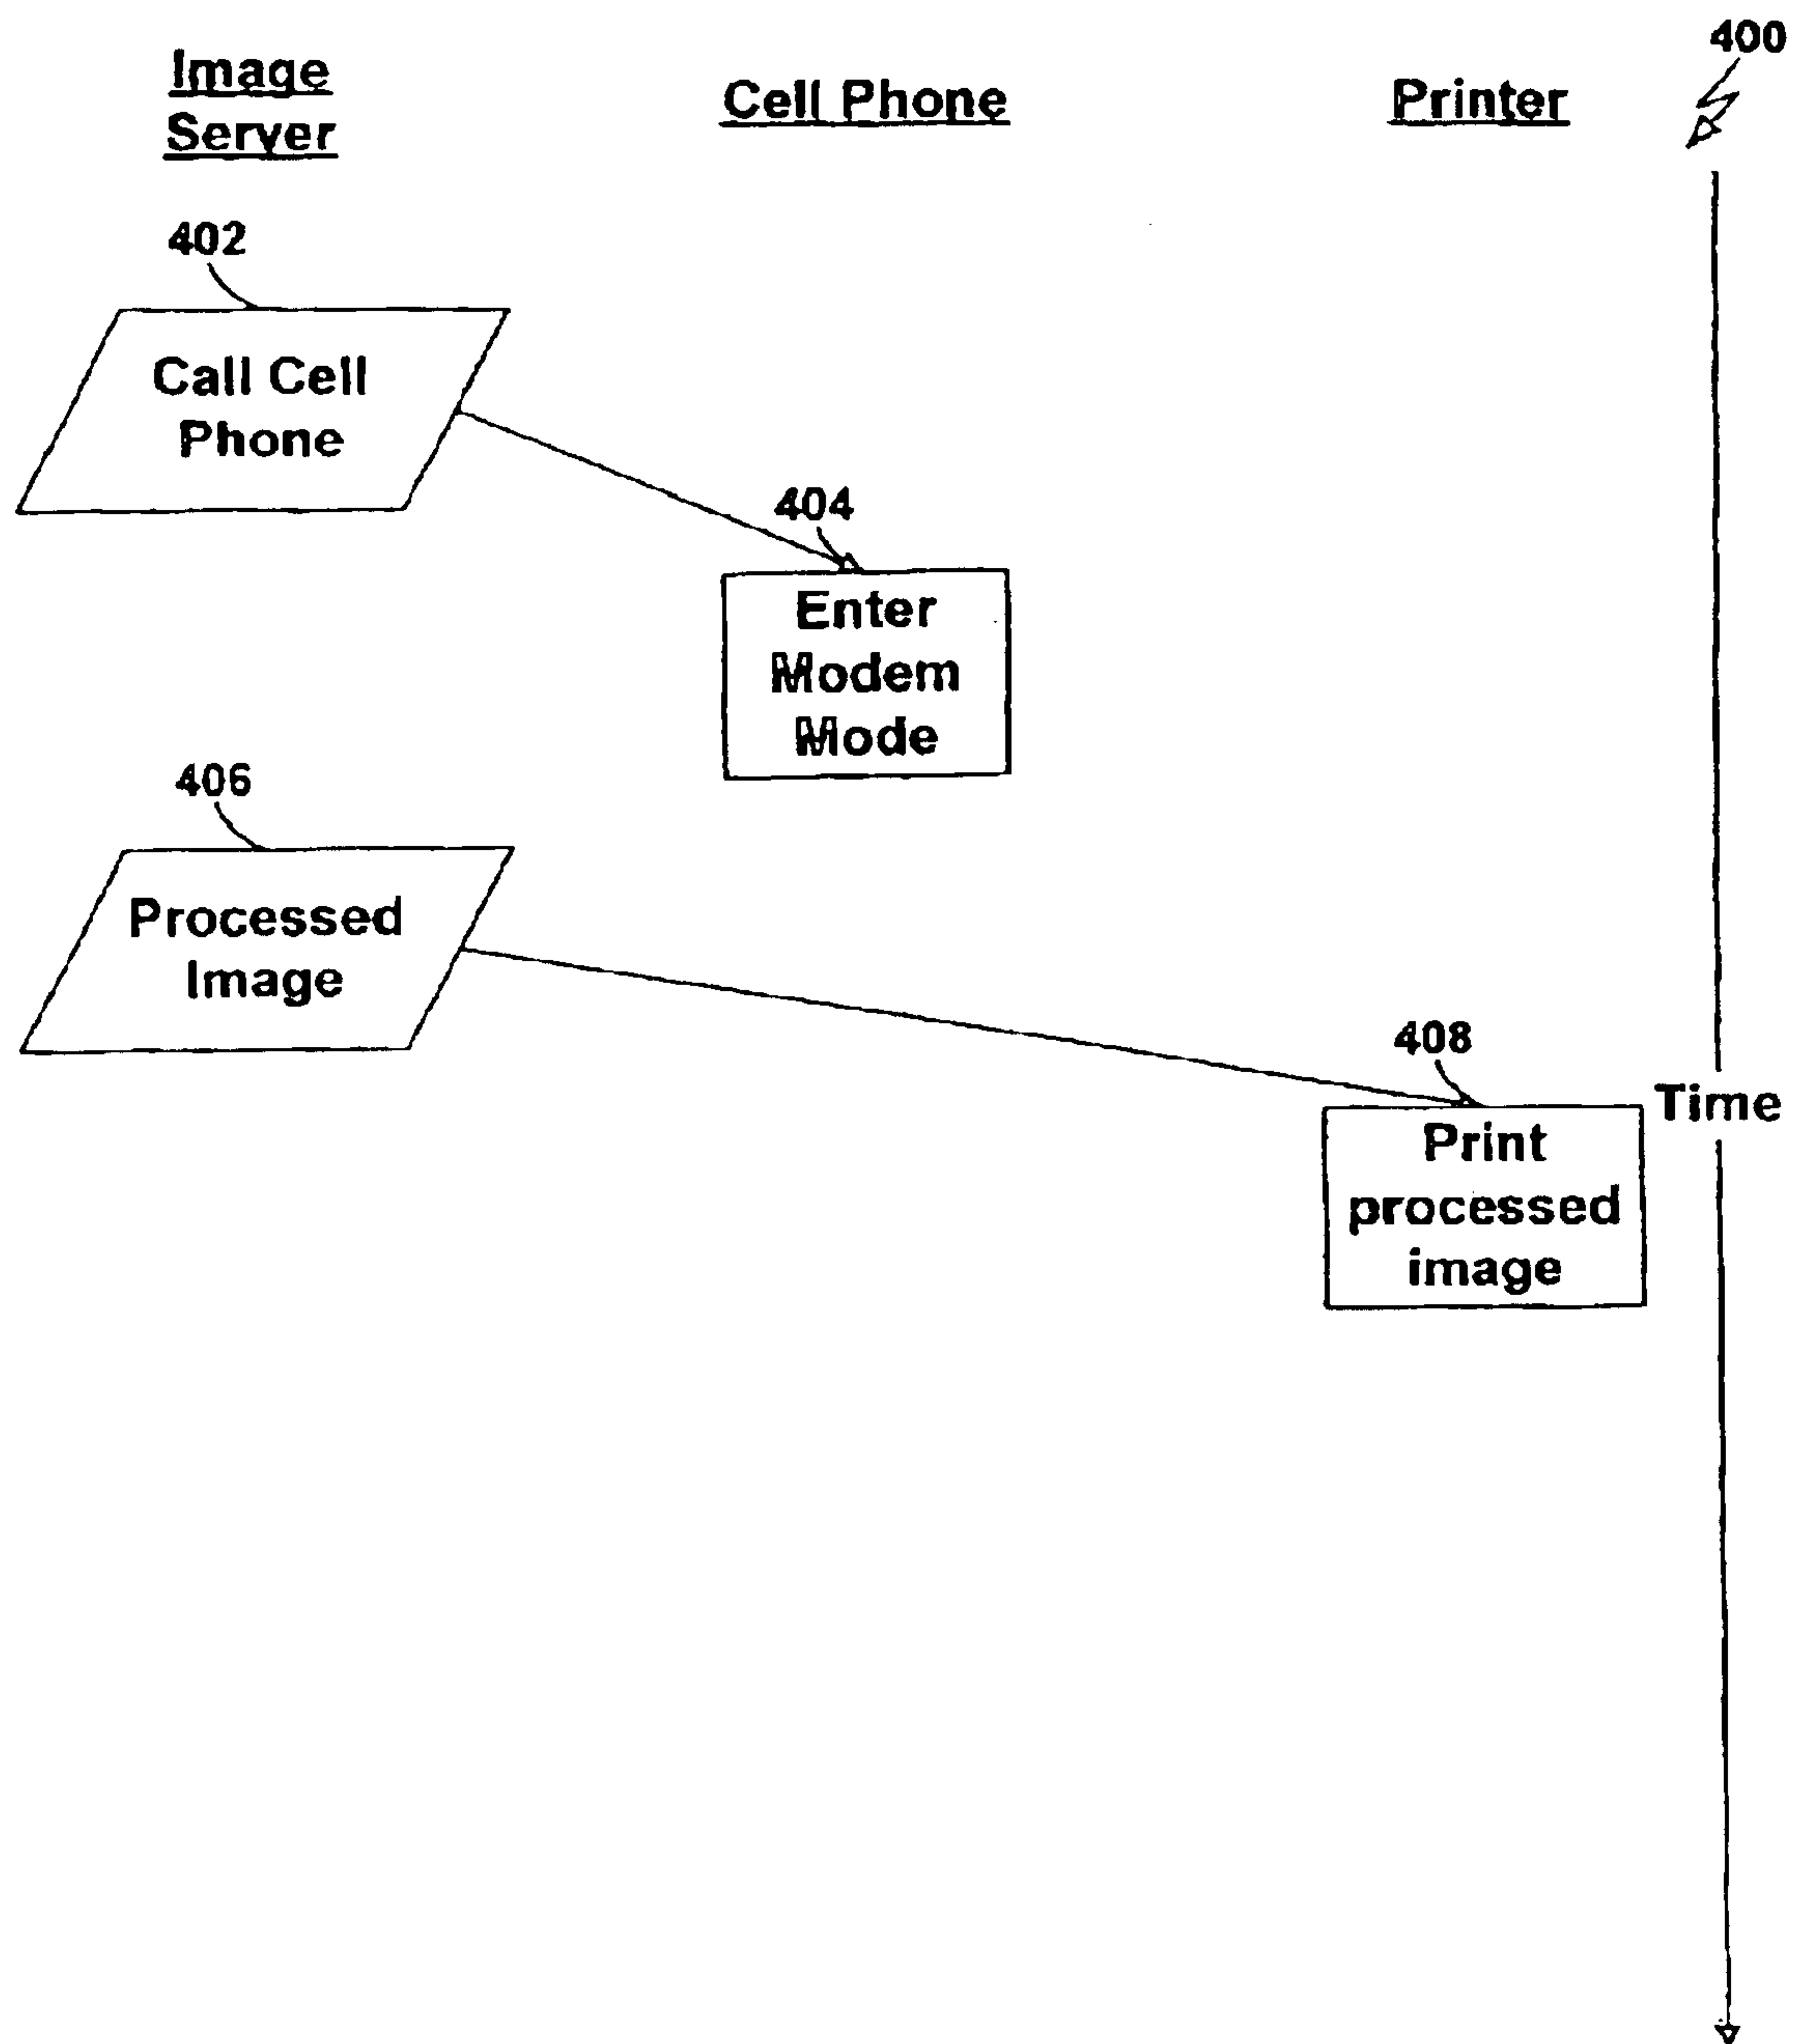 400
Image
Server
Cell Phone
Printer
402
Call Cell
Phone
404
Enter
Modem
Mode
406
Processed
Image
408
Time
Print
processed
image